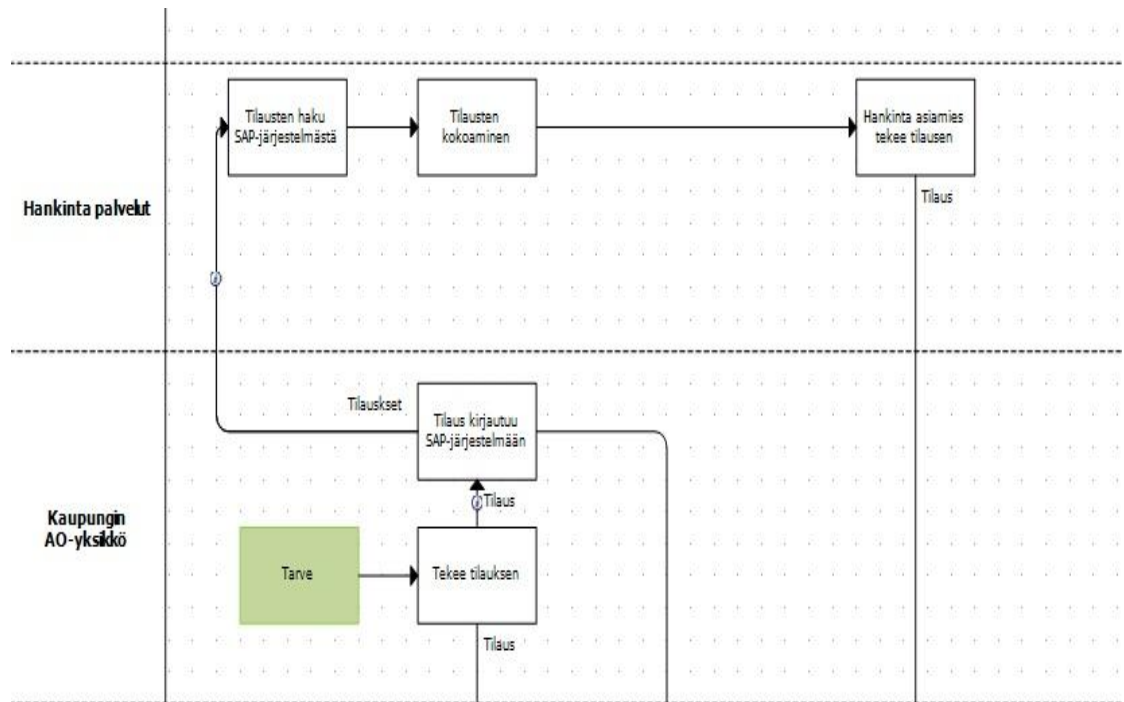 Tilausten haku
SAP-järjestelmästä
Tilausten
kokoaminen
Hankinta asiamies
tekee tilausen
Tilaus
Hankinta palvelut
Tilauskset
Tilaus kirjautuu
SAP-järjestelmään
Tilaus
Kaupungin
AO-yksikkö
Tarve
Tekee tilauksen
Tilaus